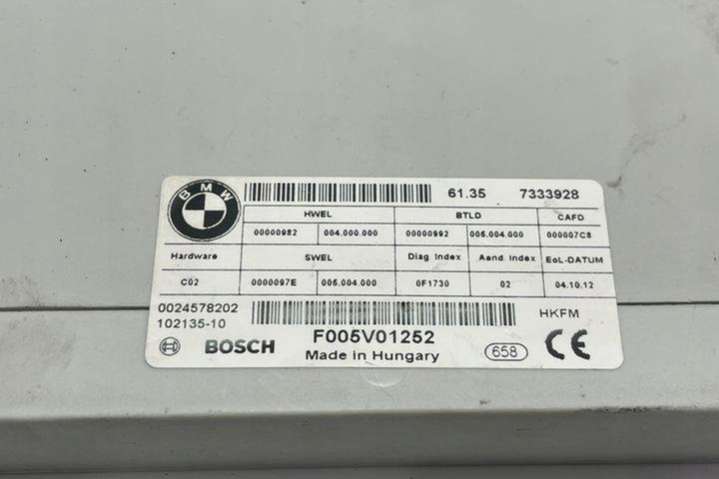 BMW
61.35 7333928
HWEL BTLD CAFD
00000982 004.000.000 00000992 006.004.000 000007C8
Hardware SWEL Diag Index Aend. Index EoL-DATUM
C02 0000097E 006.004.000 0F1730 02 04.10.12
0024578202
102135-10 HKFM
BOSCH F005V01252
Made in Hungary 658 CE